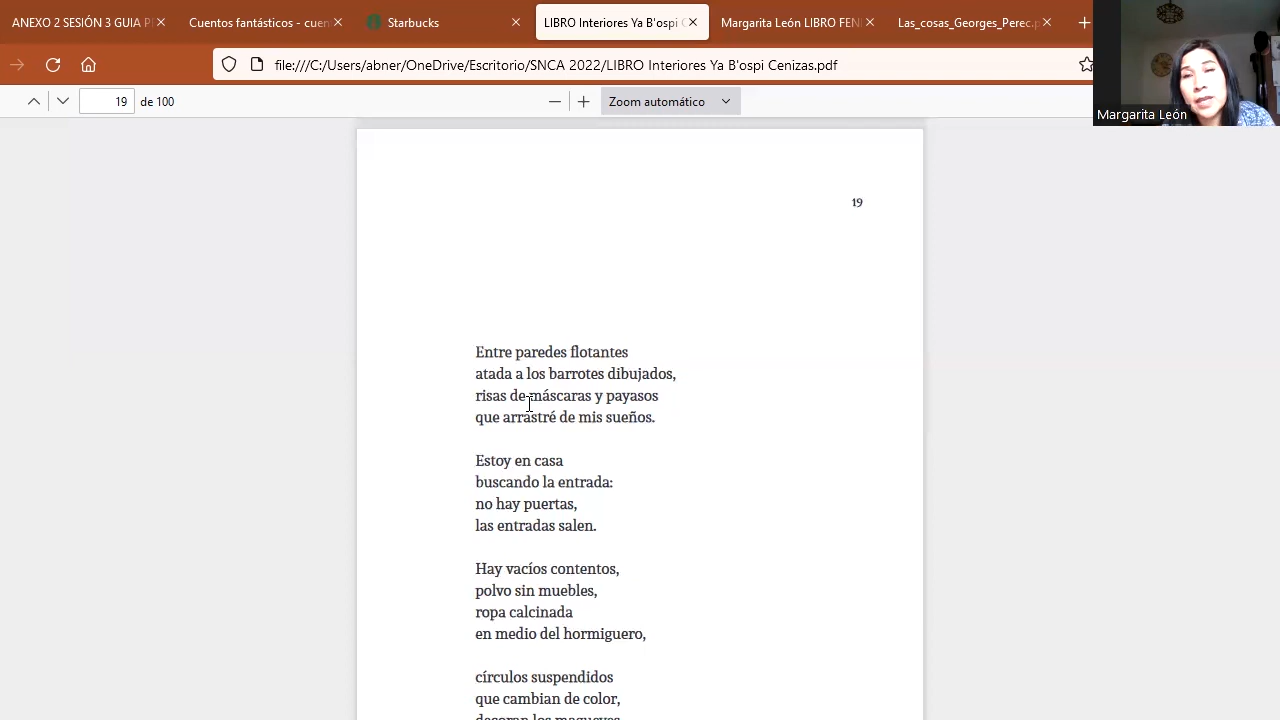 ANEXO 2 SESIÓN 3 GUIA P
Cuentos fantásticos - cuen
Starbucks
LIBRO Interiores Ya B'ospi C
Margarita León LIBRO FENI
Las_cosas_Georges_Perec.p
file:///C:/Users/abner/OneDrive/Escritorio/SNCA 2022/LIBRO Interiores Ya B'ospi Cenizas.pdf
19 de 100
Zoom automático
Margarita León
19
Entre paredes flotantes
atada a los barrotes dibujados,
risas de máscaras y payasos
que arrastré de mis sueños.
Estoy en casa
buscando la entrada:
no hay puertas,
las entradas salen.
Hay vacíos contentos,
polvo sin muebles,
ropa calcinada
en medio del hormiguero,
círculos suspendidos
que cambian de color,
decoran los magueyes